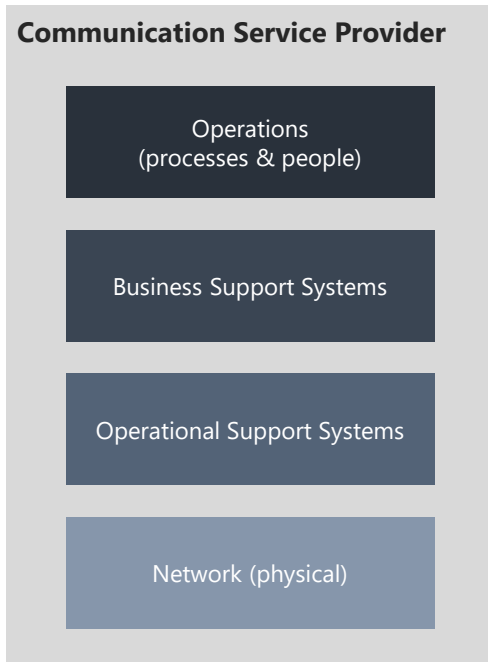 Communication Service Provider
Operations
(processes & people)
Business Support Systems
Operational Support Systems
Network (physical)